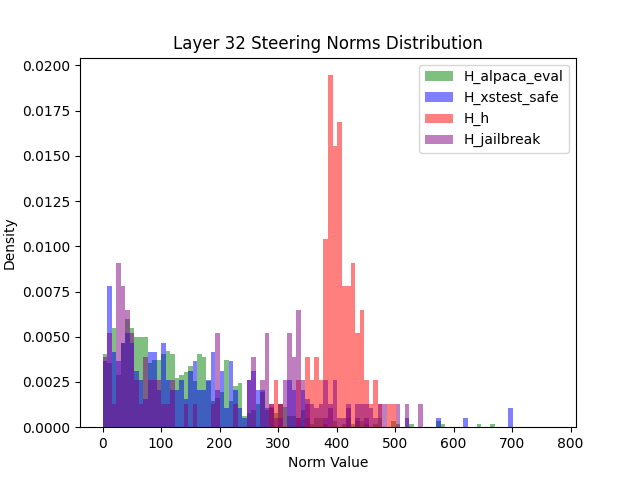 Layer 32 Steering Norms Distribution
0.0200
0.0175
0.0150
0.0125
0.0100
0.0075
0.0050
0.0025
0.0000
Density
H_alpaca_eval
H_xstest_safe
H_h
H_jailbreak
0 100 200 300 400 500 600 700 800
Norm Value